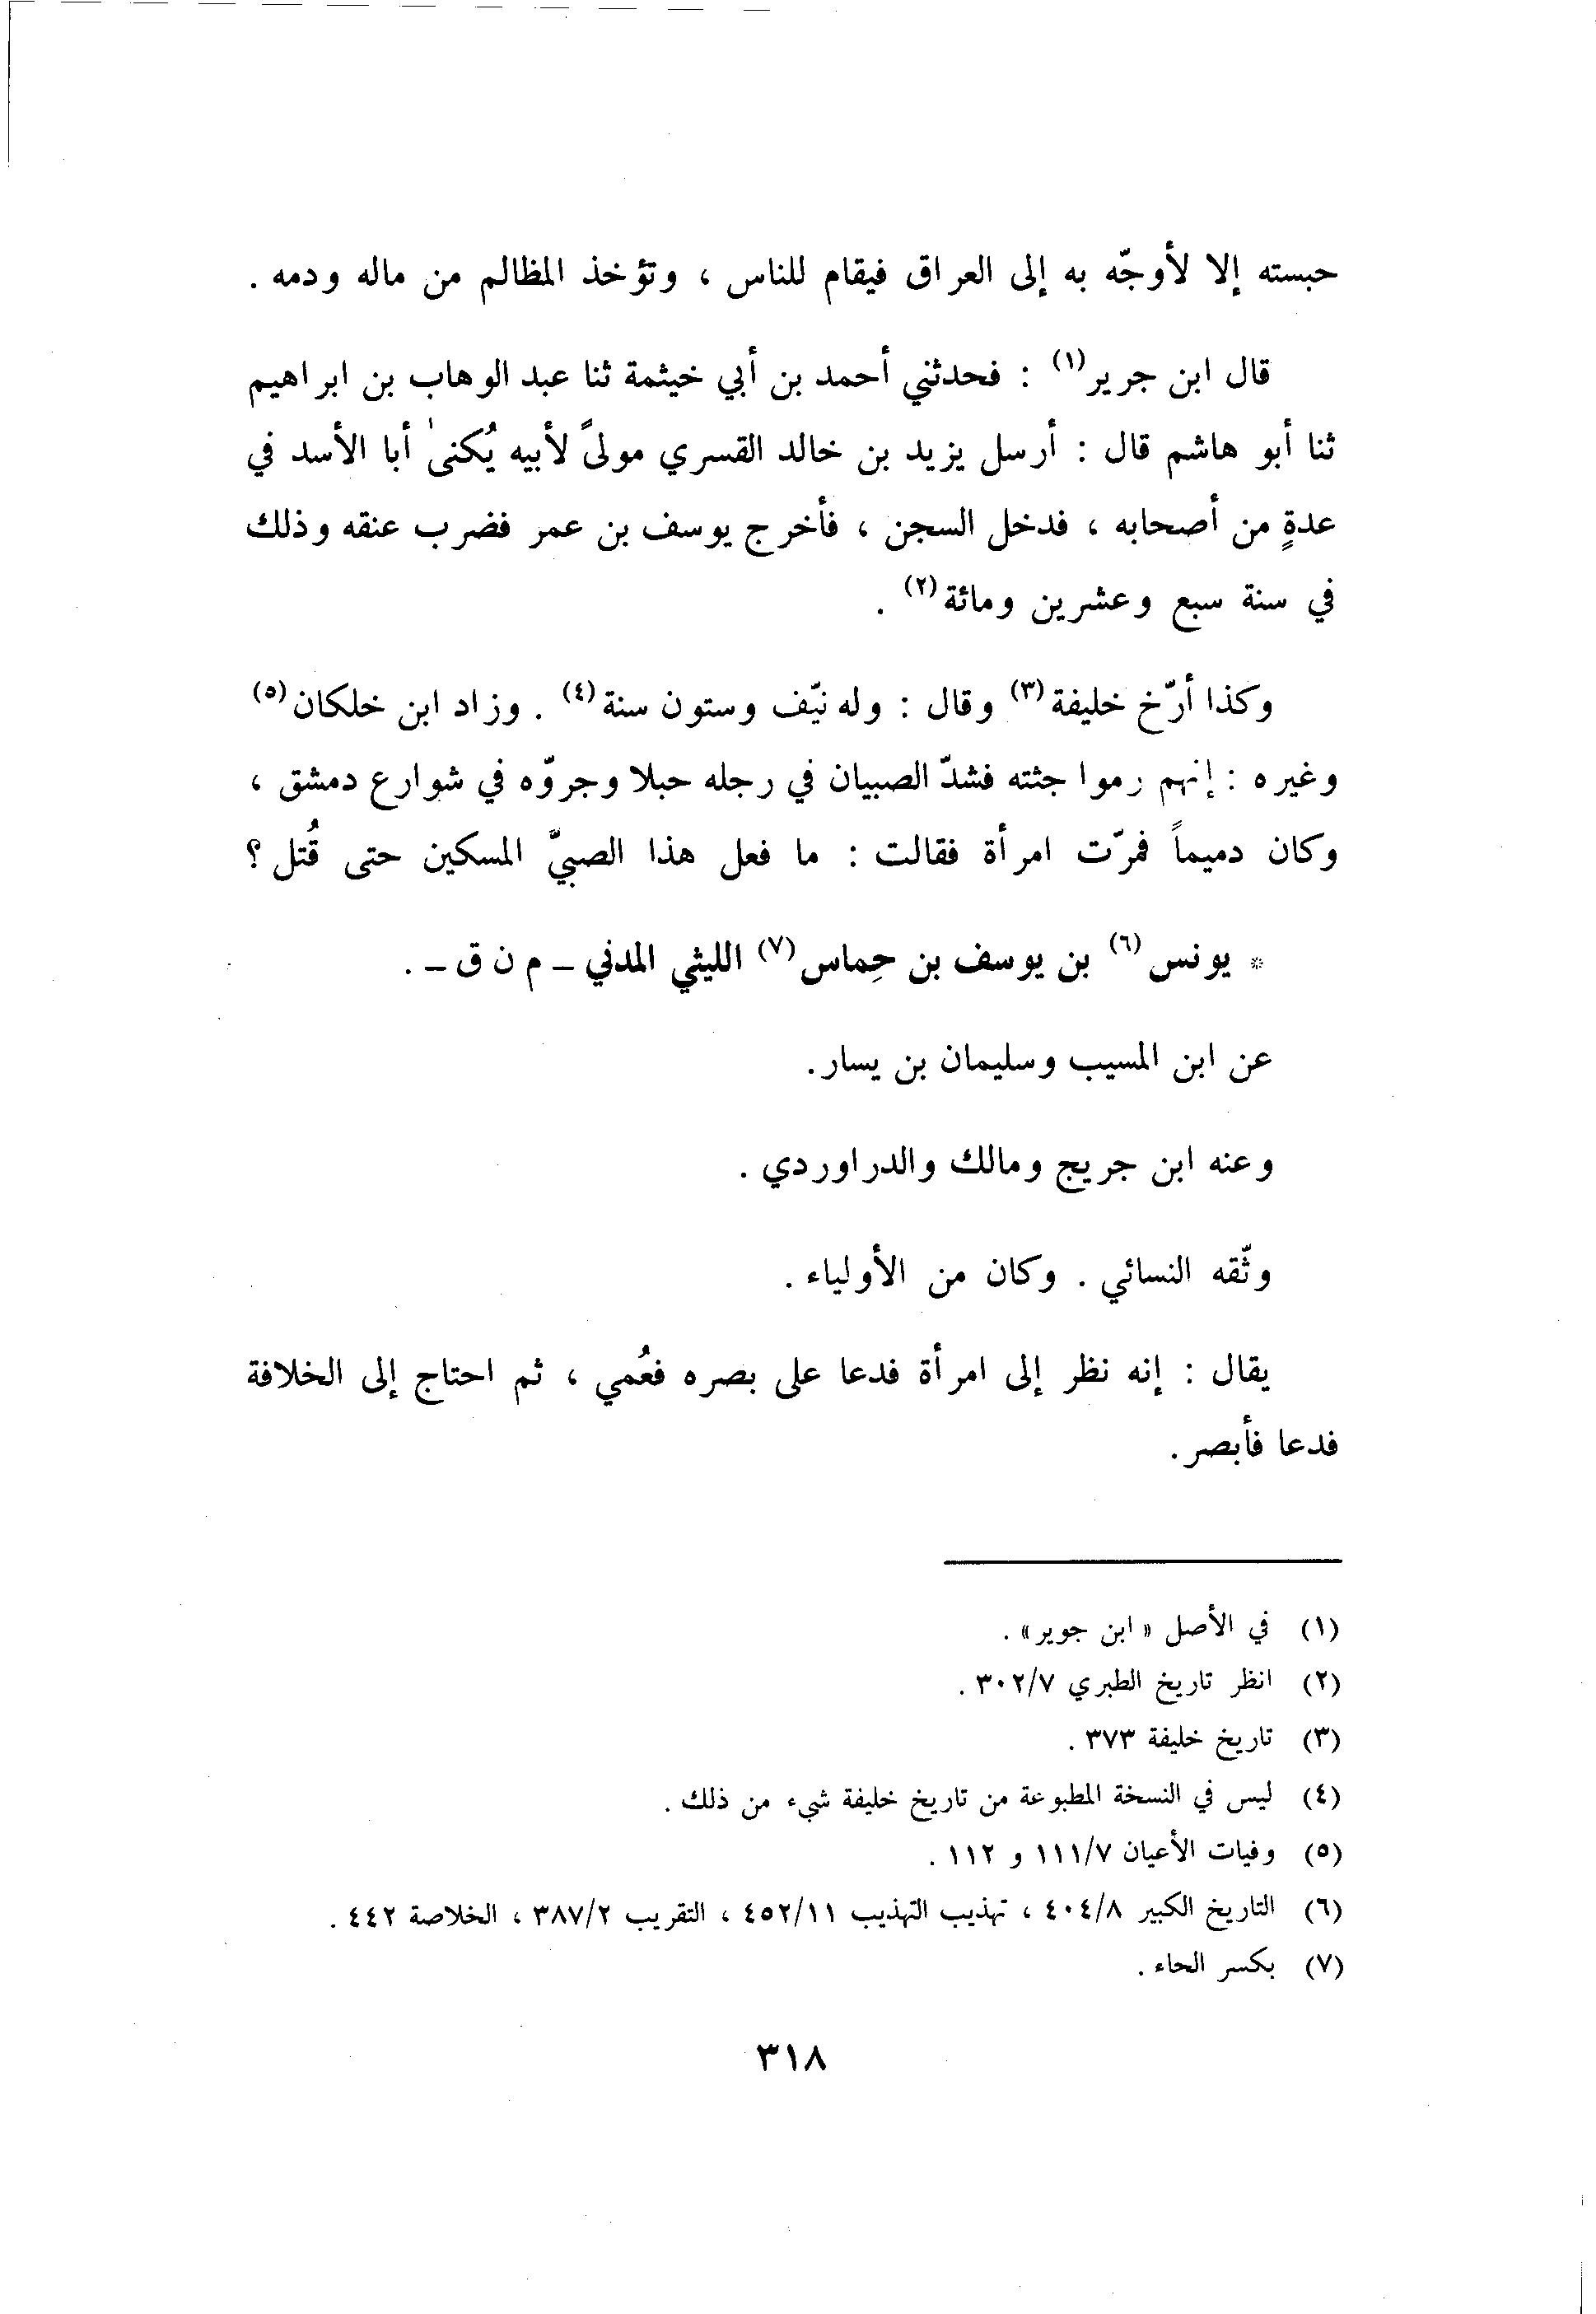 حبسته إلا لأوجّه به إلى العراق فيقام للناس ، وتؤخذ المظالم من ماله ودمه .
قال ابن جرير(١) : فحدثني أحمد بن أبي خيثمة ثنا عبد الوهاب بن ابراهيم
ثنا أبو هاشم قال : أرسل يزيد بن خالد القسري مولىً لأبيه يُكنىٰ أبا الأسد في
عدةٍ من أصحابه ، فدخل السجن ، فأخرج يوسف بن عمر فضرب عنقه وذلك
في سنة سبع وعشرين ومائة(٢) .
وكذا أرّخ خليفة(٣) وقال : وله نيّف وستون سنة(٤) . وزاد ابن خلكان(٥)
وغيره : إنهم رموا جثته فشدّ الصبيان في رجله حبلا وجروّه في شوارع دمشق ،
وكان دميماً فمرّت امرأة فقالت : ما فعل هذا الصبيّ المسكين حتى قُتل ؟
* يونس(٦) بن يوسف بن حِماس(٧) الليثي المدني ــ م ن ق ــ .
عن ابن المسيب وسليمان بن يسار .
وعنه ابن جريج ومالك والدراوردي .
وثّقه النسائي . وكان من الأولياء .
يقال : إنه نظر إلى امرأة فدعا على بصره فعُمي ، ثم احتاج إلى الخلافة
فدعا فأبصر .
(١) في الأصل « ابن جوير » .
(٢) انظر تاريخ الطبري ٣٠٢/٧ .
(٣) تاريخ خليفة ٣٧٣ .
(٤) ليس في النسخة المطبوعة من تاريخ خليفة شيء من ذلك .
(٥) وفيات الأعيان ١١١/٧ و ١١٢ .
(٦) التاريخ الكبير ٤٠٤/٨ ، تهذيب التهذيب ٤٥٢/١١ ، التقريب ٣٨٧/٢ ، الخلاصة ٤٤٢ .
(٧) بكسر الحاء .
٣١٨